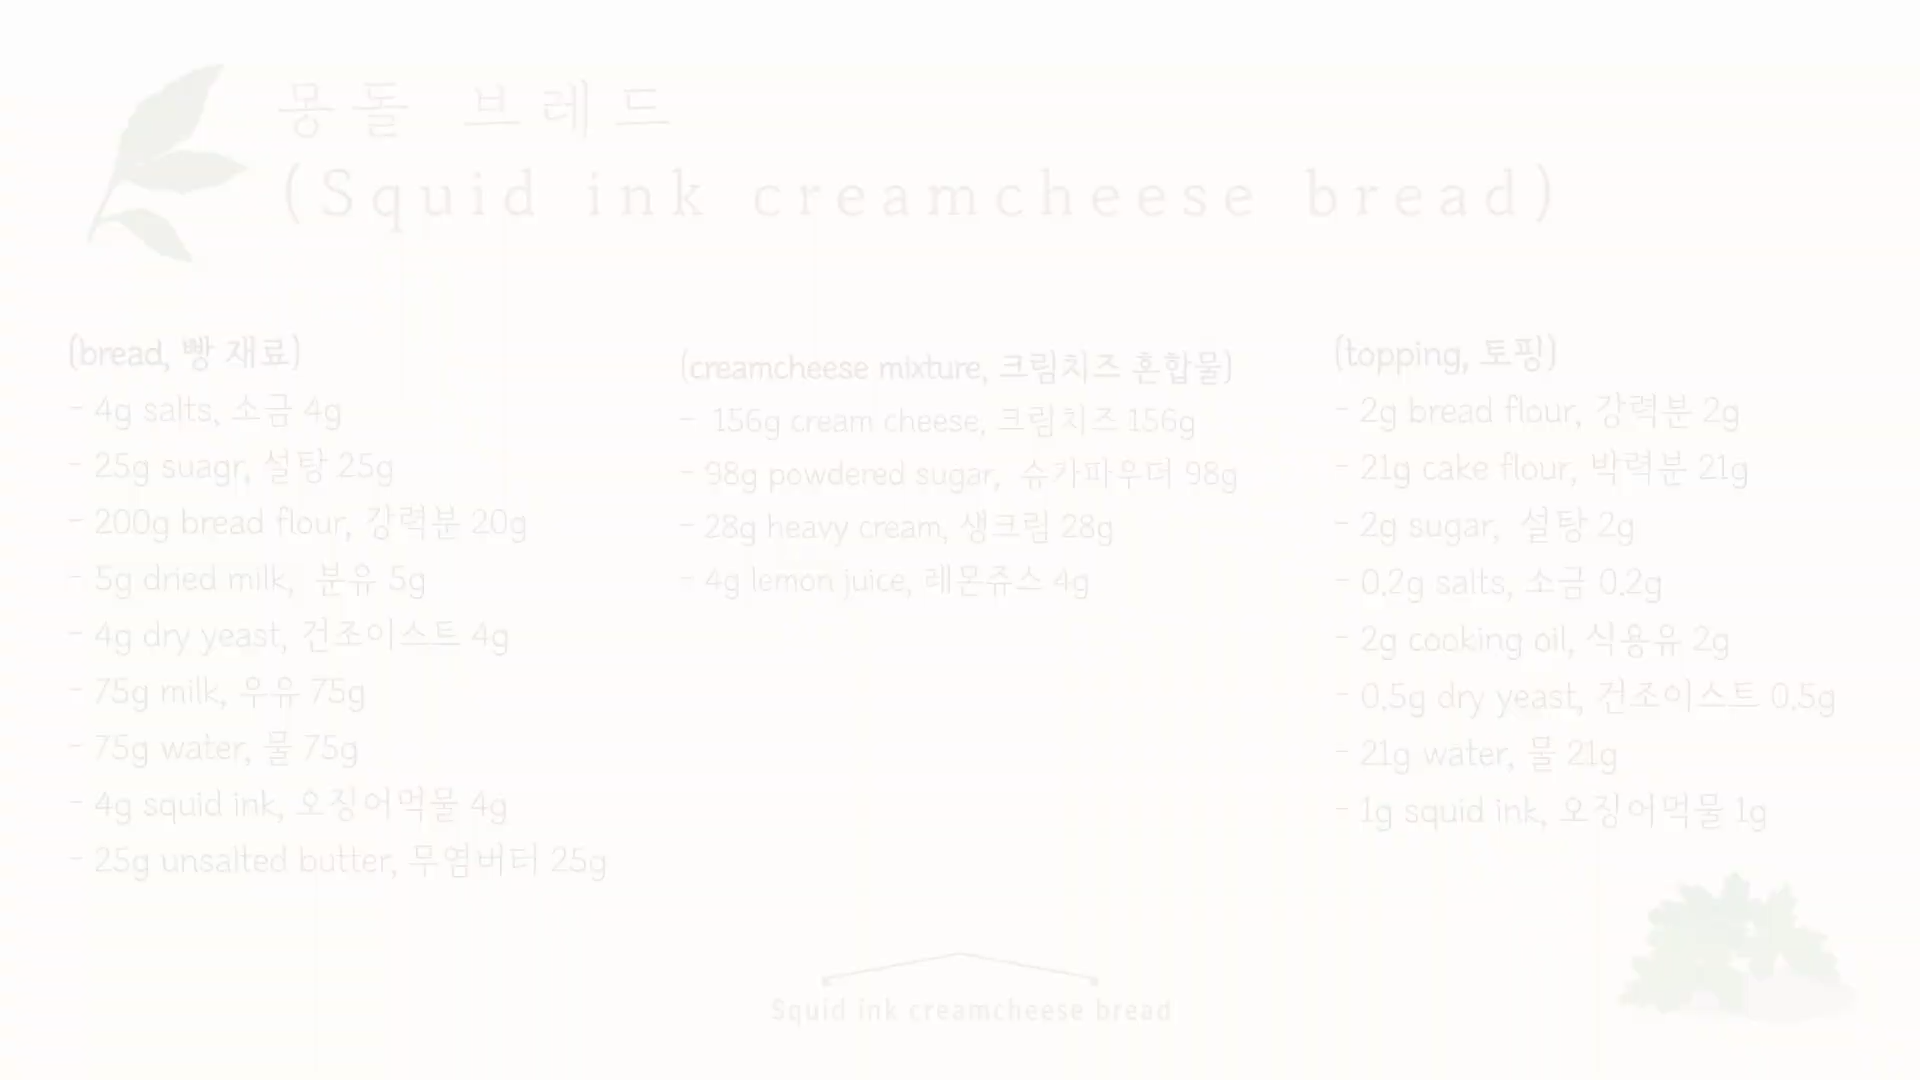 몽돌 브레드
(Squid ink creamcheese bread)
(bread, 빵 재료)
- 4g salts, 소금 4g
- 25g suagr, 설탕 25g
- 200g bread flour, 강력분 20g
- 5g dried milk, 분유 5g
- 4g dry yeast, 건조이스트 4g
- 75g milk, 우유 75g
- 75g water, 물 75g
- 4g squid ink, 오징어먹물 4g
- 25g unsalted butter, 무염버터 25g
(creamcheese mixture, 크림치즈 혼합물)
- 156g cream cheese, 크림치즈 156g
- 98g powdered sugar, 슈가파우더 98g
- 28g heavy cream, 생크림 28g
- 4g lemon juice, 레몬쥬스 4g
(topping, 토핑)
- 2g bread flour, 강력분 2g
- 21g cake flour, 박력분 21g
- 2g sugar, 설탕 2g
- 0.2g salts, 소금 0.2g
- 2g cooking oil, 식용유 2g
- 0.5g dry yeast, 건조이스트 0.5g
- 21g water, 물 21g
- 1g squid ink, 오징어먹물 1g
Squid ink creamcheese bread